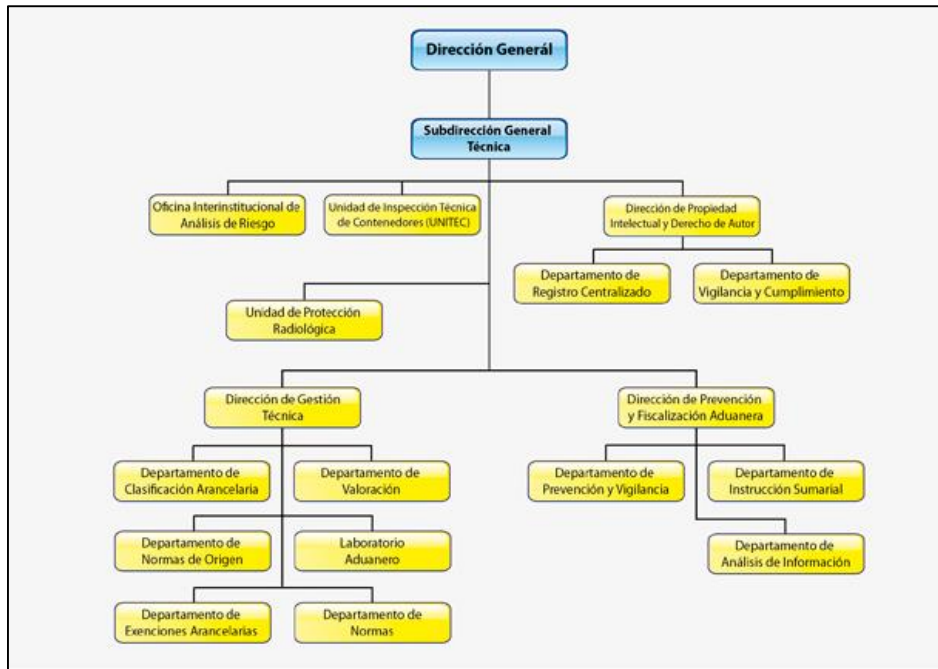 Dirección Generál
Subdirección General
Técnica
Oficina Interinstitucional de
Análisis de Riesgo
Unidad de Inspección Técnica
de Contenedores (UNITEC)
Dirección de Propiedad
Intelectual y Derecho de Autor
Departamento de
Registro Centralizado
Departamento de
Vigilancia y Cumplimiento
Unidad de Protección
Radiológica
Dirección de Gestión
Técnica
Dirección de Prevención
y Fiscalización Aduanera
Departamento de
Clasificación Arancelaria
Departamento de
Valoración
Departamento de
Prevención y Vigilancia
Departamento de
Instrucción Sumarial
Departamento de
Normas de Origen
Laboratorio
Aduanero
Departamento de
Análisis de Información
Departamento de
Exenciones Arancelarias
Departamento de
Normas